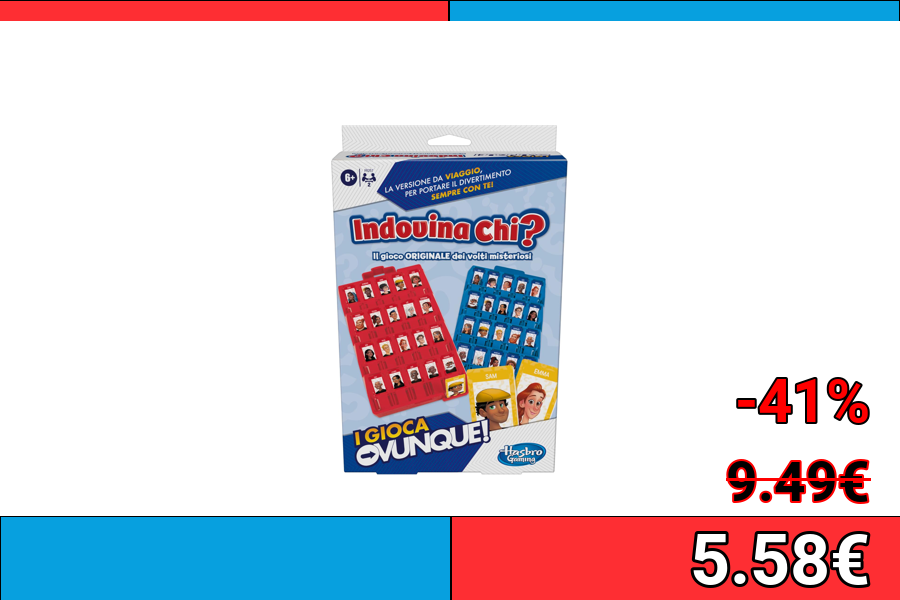 6+
2
LA VERSIONE DA VIAGGIO,
PER PORTARE IL DIVERTIMENTO
SEMPRE CON TE!
Indovina Chi?
Il gioco ORIGINALE dei volti misteriosi
SAM
EMMA
I GIOCA
OVUNQUE!
Hasbro
Gaming
-41%
9.49€
5.58€